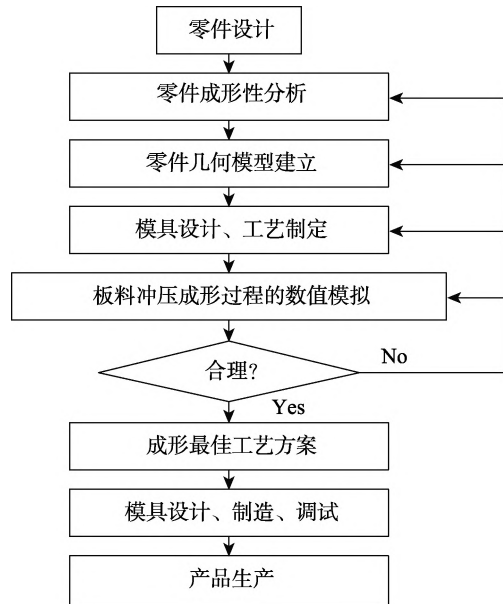 零件设计
零件成形性分析
零件几何模型建立
模具设计、工艺制定
板料冲压成形过程的数值模拟
合理?
No
Yes
成形最佳工艺方案
模具设计、制造、调试
产品生产